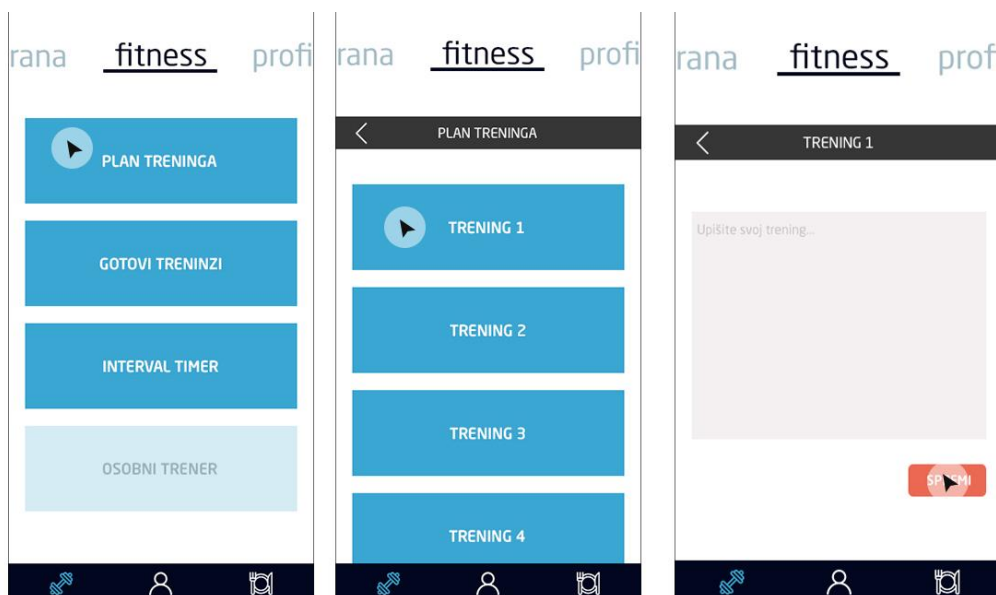 rana fitness profi
PLAN TRENINGA
GOTOVI TRENINZI
INTERVAL TIMER
OSOBNI TRENER
rana fitness profi
PLAN TRENINGA
TRENING 1
TRENING 2
TRENING 3
TRENING 4
rana fitness prof
TRENING 1
Upišite svoj trening...